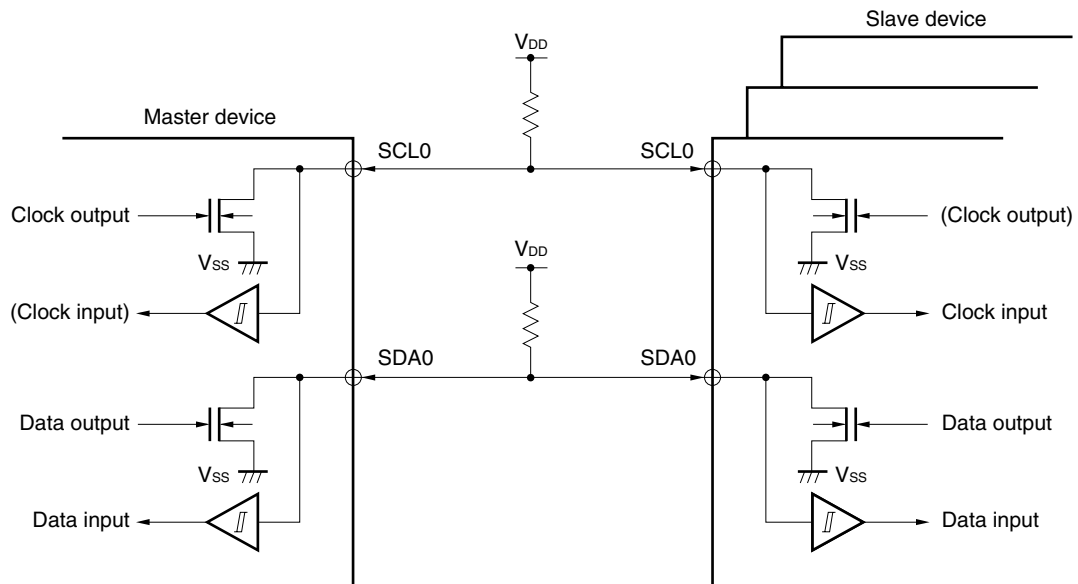 Slave device
VDD
Master device
SCL0
SCL0
Clock output
(Clock output)
VSS
VDD
VSS
(Clock input)
Clock input
SDA0
SDA0
Data output
Data output
VSS
VSS
Data input
Data input